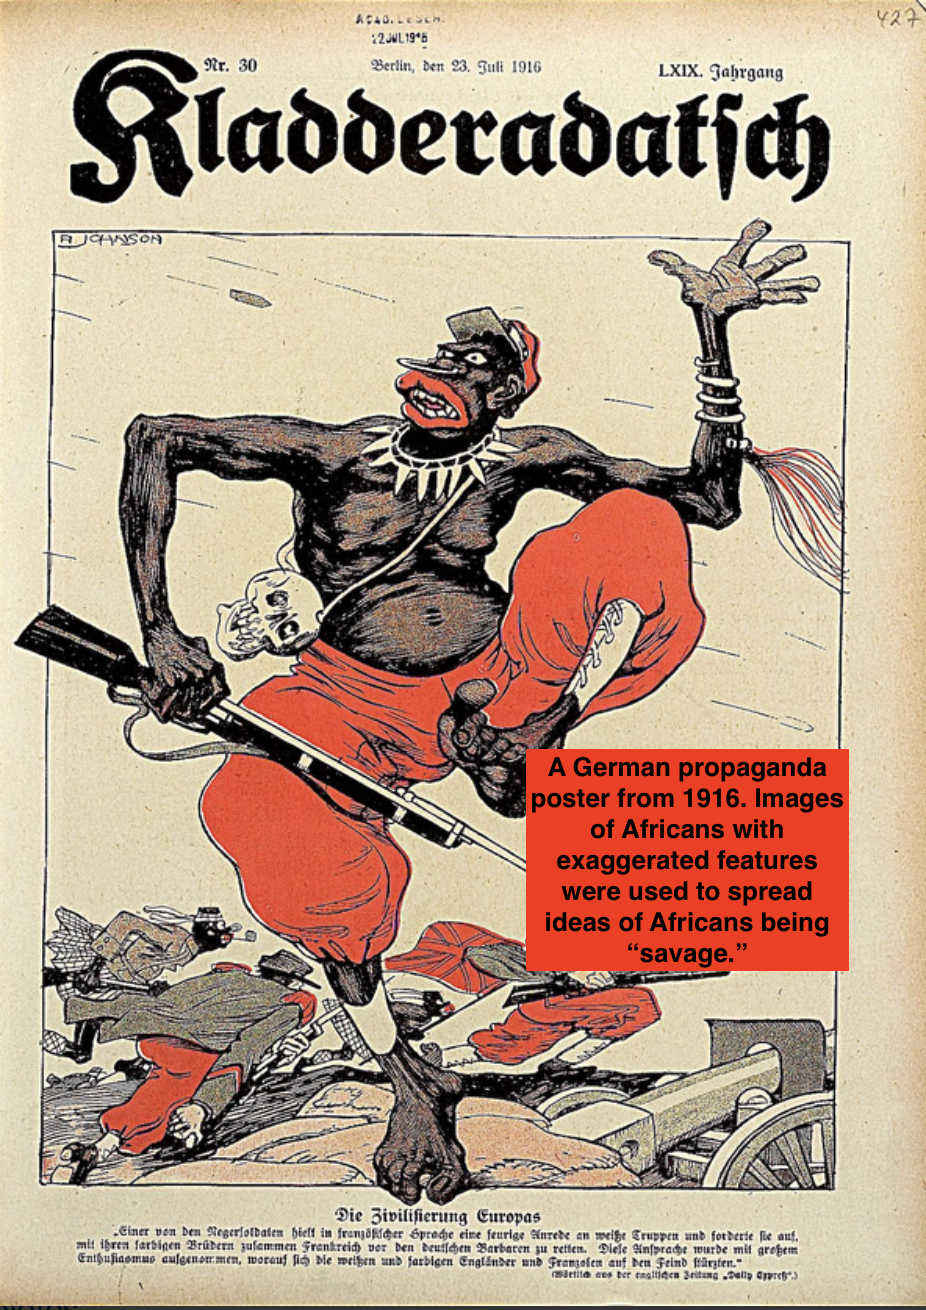 427
ACAD. LESEH.
22 JUL 1916
Nr. 30
Berlin, den 23. Juli 1916
LXIX. Jahrgang
Kladderadatsch
A JOHNSON
A German propaganda
poster from 1916. Images
of Africans with
exaggerated features
were used to spread
ideas of Africans being
“savage.”
Die Zivilisierung Europas
„Einer von den Negersoldaten hielt in französischer Sprache eine feurige Anrede an weiße Truppen und forderte sie auf,
mit ihren farbigen Brüdern zusammen Frankreich vor den deutschen Barbaren zu retten. Diese Ansprache wurde mit großem
Enthusiasmus aufgenommen, worauf sich die weißen und farbigen Engländer und Franzosen auf den Feind stürzten.“
(Wörtlich aus der englischen Zeitung „Daily Expreß“.)